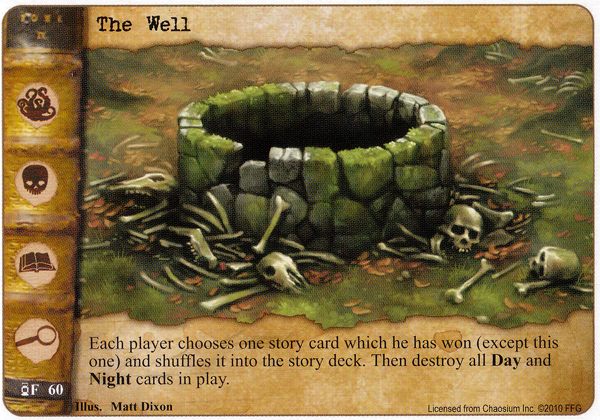 The Well
Each player chooses one story card which he has won (except this
one) and shuffles it into the story deck. Then destroy all Day and
Night cards in play.
F 60
Illus. Matt Dixon
Licensed from Chaosium Inc. ©2010 FFG